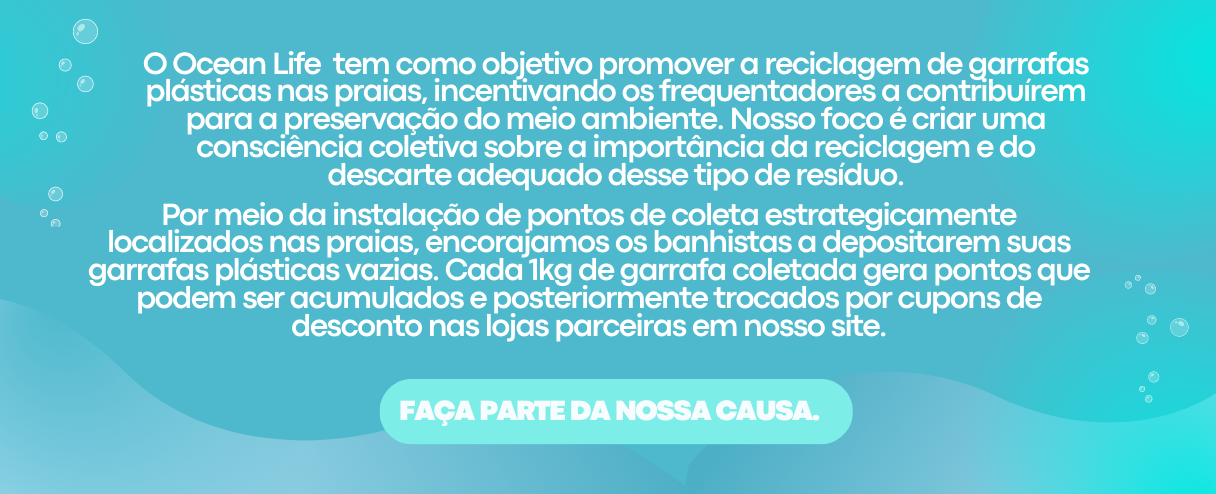 O Ocean Life  tem como objetivo promover a reciclagem de garrafas
plásticas nas praias, incentivando os frequentadores a contribuírem
para a preservação do meio ambiente. Nosso foco é criar uma
consciência coletiva sobre a importância da reciclagem e do
descarte adequado desse tipo de resíduo.
Por meio da instalação de pontos de coleta estrategicamente
localizados nas praias, encorajamos os banhistas a depositarem suas
garrafas plásticas vazias. Cada 1kg de garrafa coletada gera pontos que
podem ser acumulados e posteriormente trocados por cupons de
desconto nas lojas parceiras em nosso site.
FAÇA PARTE DA NOSSA CAUSA.